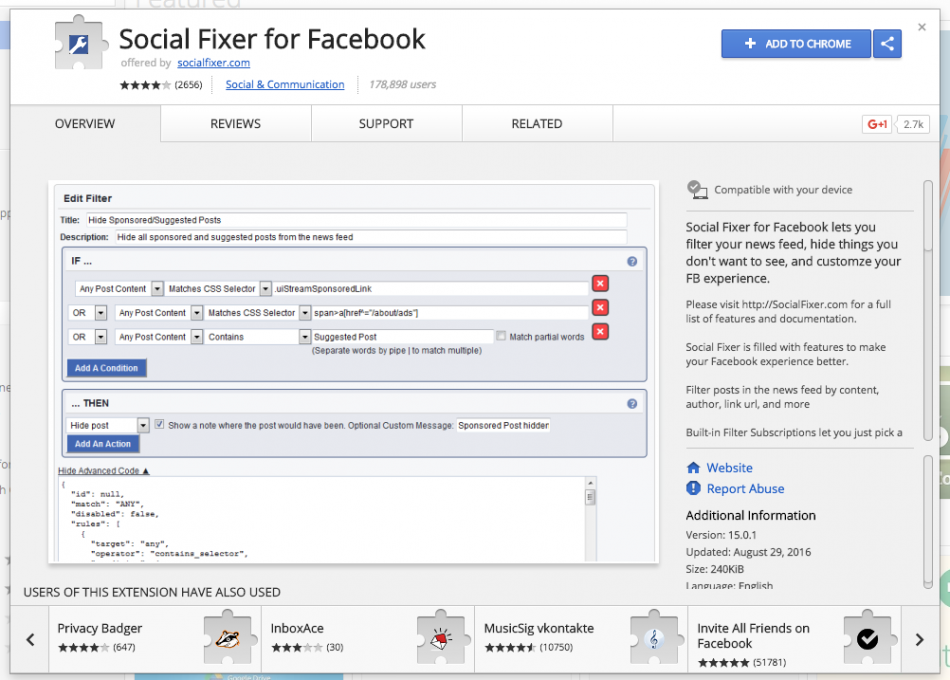 Featured
Social Fixer for Facebook
offered by socialfixer.com
(2656)
Social & Communication
178,898 users
ADD TO CHROME
OVERVIEW
REVIEWS
SUPPORT
RELATED
G+1
2.7k
Edit Filter
Title: Hide Sponsored/Suggested Posts
Description: Hide all sponsored and suggested posts from the news feed
IF ...
Any Post Content Matches CSS Selector .uiStreamSponsoredLink
OR Any Post Content Matches CSS Selector span>a[href^="/about/ads"]
OR Any Post Content Contains Suggested Post Match partial words
(Separate words by pipe | to match multiple)
Add A Condition
... THEN
Hide post Show a note where the post would have been. Optional Custom Message: Sponsored Post hidden
Add An Action
Hide Advanced Code ▲
{
"id": null,
"match": "ANY",
"disabled": false,
"rules": [
{
"target": "any",
"operator": "contains_selector",
Compatible with your device
Social Fixer for Facebook lets you
filter your news feed, hide things you
don't want to see, and customze your
FB experience.
Please visit http://SocialFixer.com for a full
list of features and documentation.
Social Fixer is filled with features to make
your Facebook experience better.
Filter posts in the news feed by content,
author, link url, and more
Built-in Filter Subscriptions let you just pick a
Website
Report Abuse
Additional Information
Version: 15.0.1
Updated: August 29, 2016
Size: 240KiB
Language: English
USERS OF THIS EXTENSION HAVE ALSO USED
Privacy Badger
(647)
InboxAce
(30)
MusicSig vkontakte
(10750)
Invite All Friends on
Facebook
(51781)
Google Drive